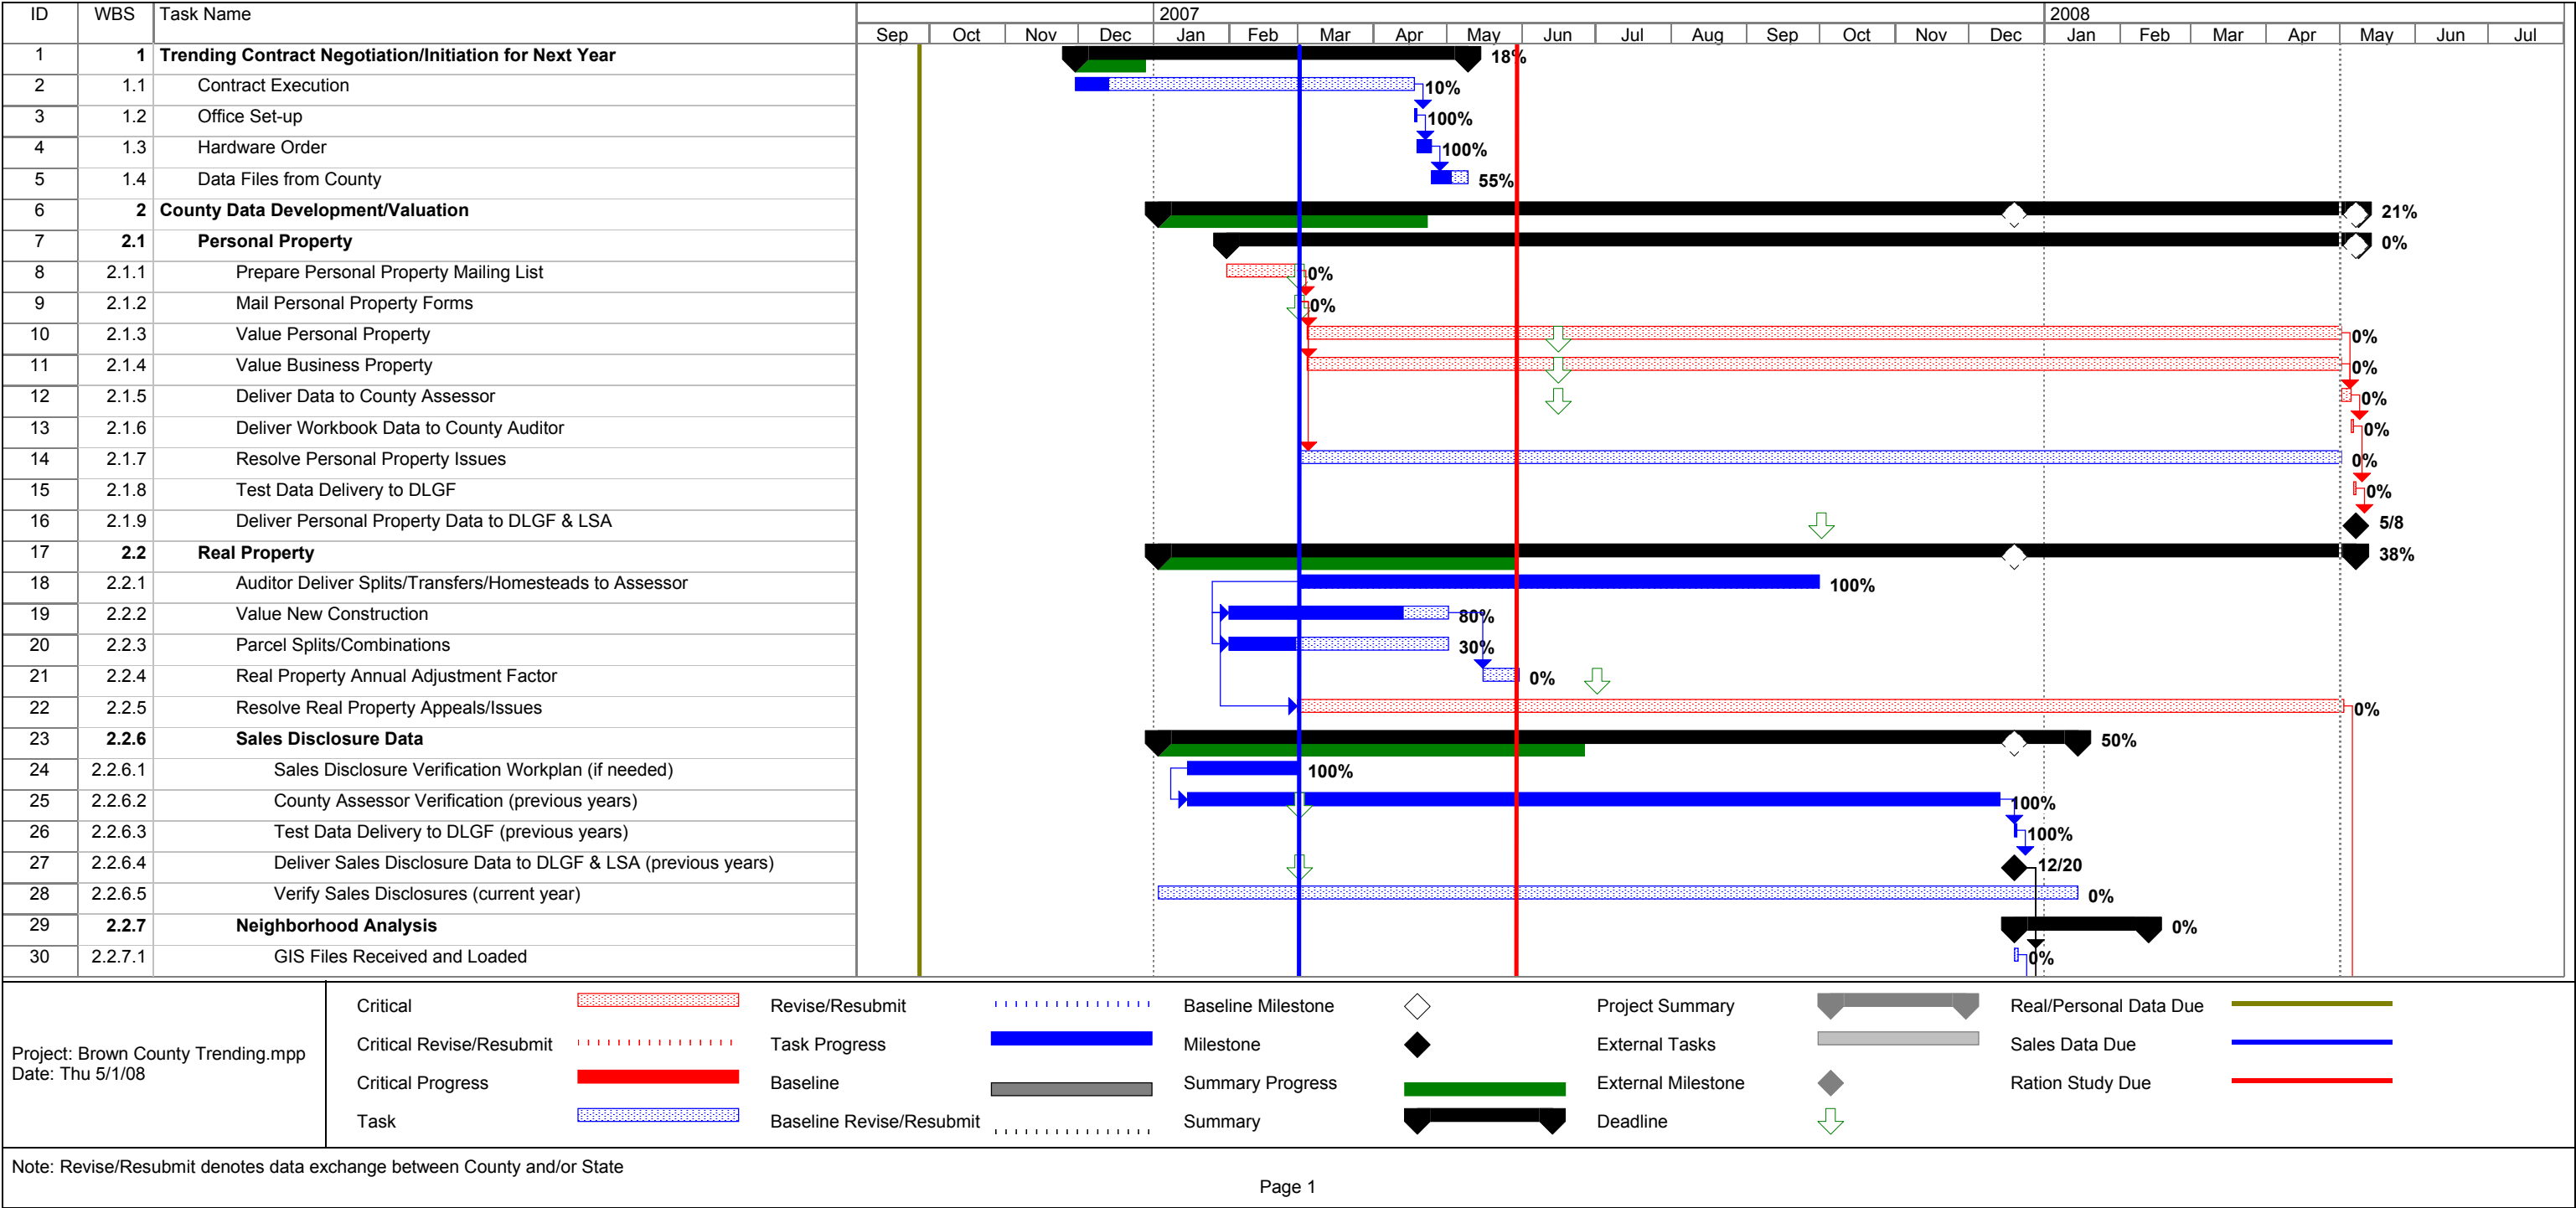 ID WBS Task Name 2007 2008
Sep Oct Nov Dec Jan Feb Mar Apr May Jun Jul Aug Sep Oct Nov Dec Jan Feb Mar Apr May Jun Jul
1 1 Trending Contract Negotiation/Initiation for Next Year 18%
2 1.1 Contract Execution 10%
3 1.2 Office Set-up 100%
4 1.3 Hardware Order 100%
5 1.4 Data Files from County 55%
6 2 County Data Development/Valuation 21%
7 2.1 Personal Property 0%
8 2.1.1 Prepare Personal Property Mailing List 0%
9 2.1.2 Mail Personal Property Forms 0%
10 2.1.3 Value Personal Property 0%
11 2.1.4 Value Business Property 0%
12 2.1.5 Deliver Data to County Assessor 0%
13 2.1.6 Deliver Workbook Data to County Auditor 0%
14 2.1.7 Resolve Personal Property Issues 0%
15 2.1.8 Test Data Delivery to DLGF 0%
16 2.1.9 Deliver Personal Property Data to DLGF & LSA 5/8
17 2.2 Real Property 38%
18 2.2.1 Auditor Deliver Splits/Transfers/Homesteads to Assessor 100%
19 2.2.2 Value New Construction 80%
20 2.2.3 Parcel Splits/Combinations 30%
21 2.2.4 Real Property Annual Adjustment Factor 0%
22 2.2.5 Resolve Real Property Appeals/Issues 0%
23 2.2.6 Sales Disclosure Data 50%
24 2.2.6.1 Sales Disclosure Verification Workplan (if needed) 100%
25 2.2.6.2 County Assessor Verification (previous years) 100%
26 2.2.6.3 Test Data Delivery to DLGF (previous years) 100%
27 2.2.6.4 Deliver Sales Disclosure Data to DLGF & LSA (previous years) 12/20
28 2.2.6.5 Verify Sales Disclosures (current year) 0%
29 2.2.7 Neighborhood Analysis 0%
30 2.2.7.1 GIS Files Received and Loaded 0%
Project: Brown County Trending.mpp
Date: Thu 5/1/08
Critical Revise/Resubmit Baseline Milestone Project Summary Real/Personal Data Due
Critical Revise/Resubmit Task Progress Milestone External Tasks Sales Data Due
Critical Progress Baseline Summary Progress External Milestone Ration Study Due
Task Baseline Revise/Resubmit Summary Deadline
Note: Revise/Resubmit denotes data exchange between County and/or State
Page 1